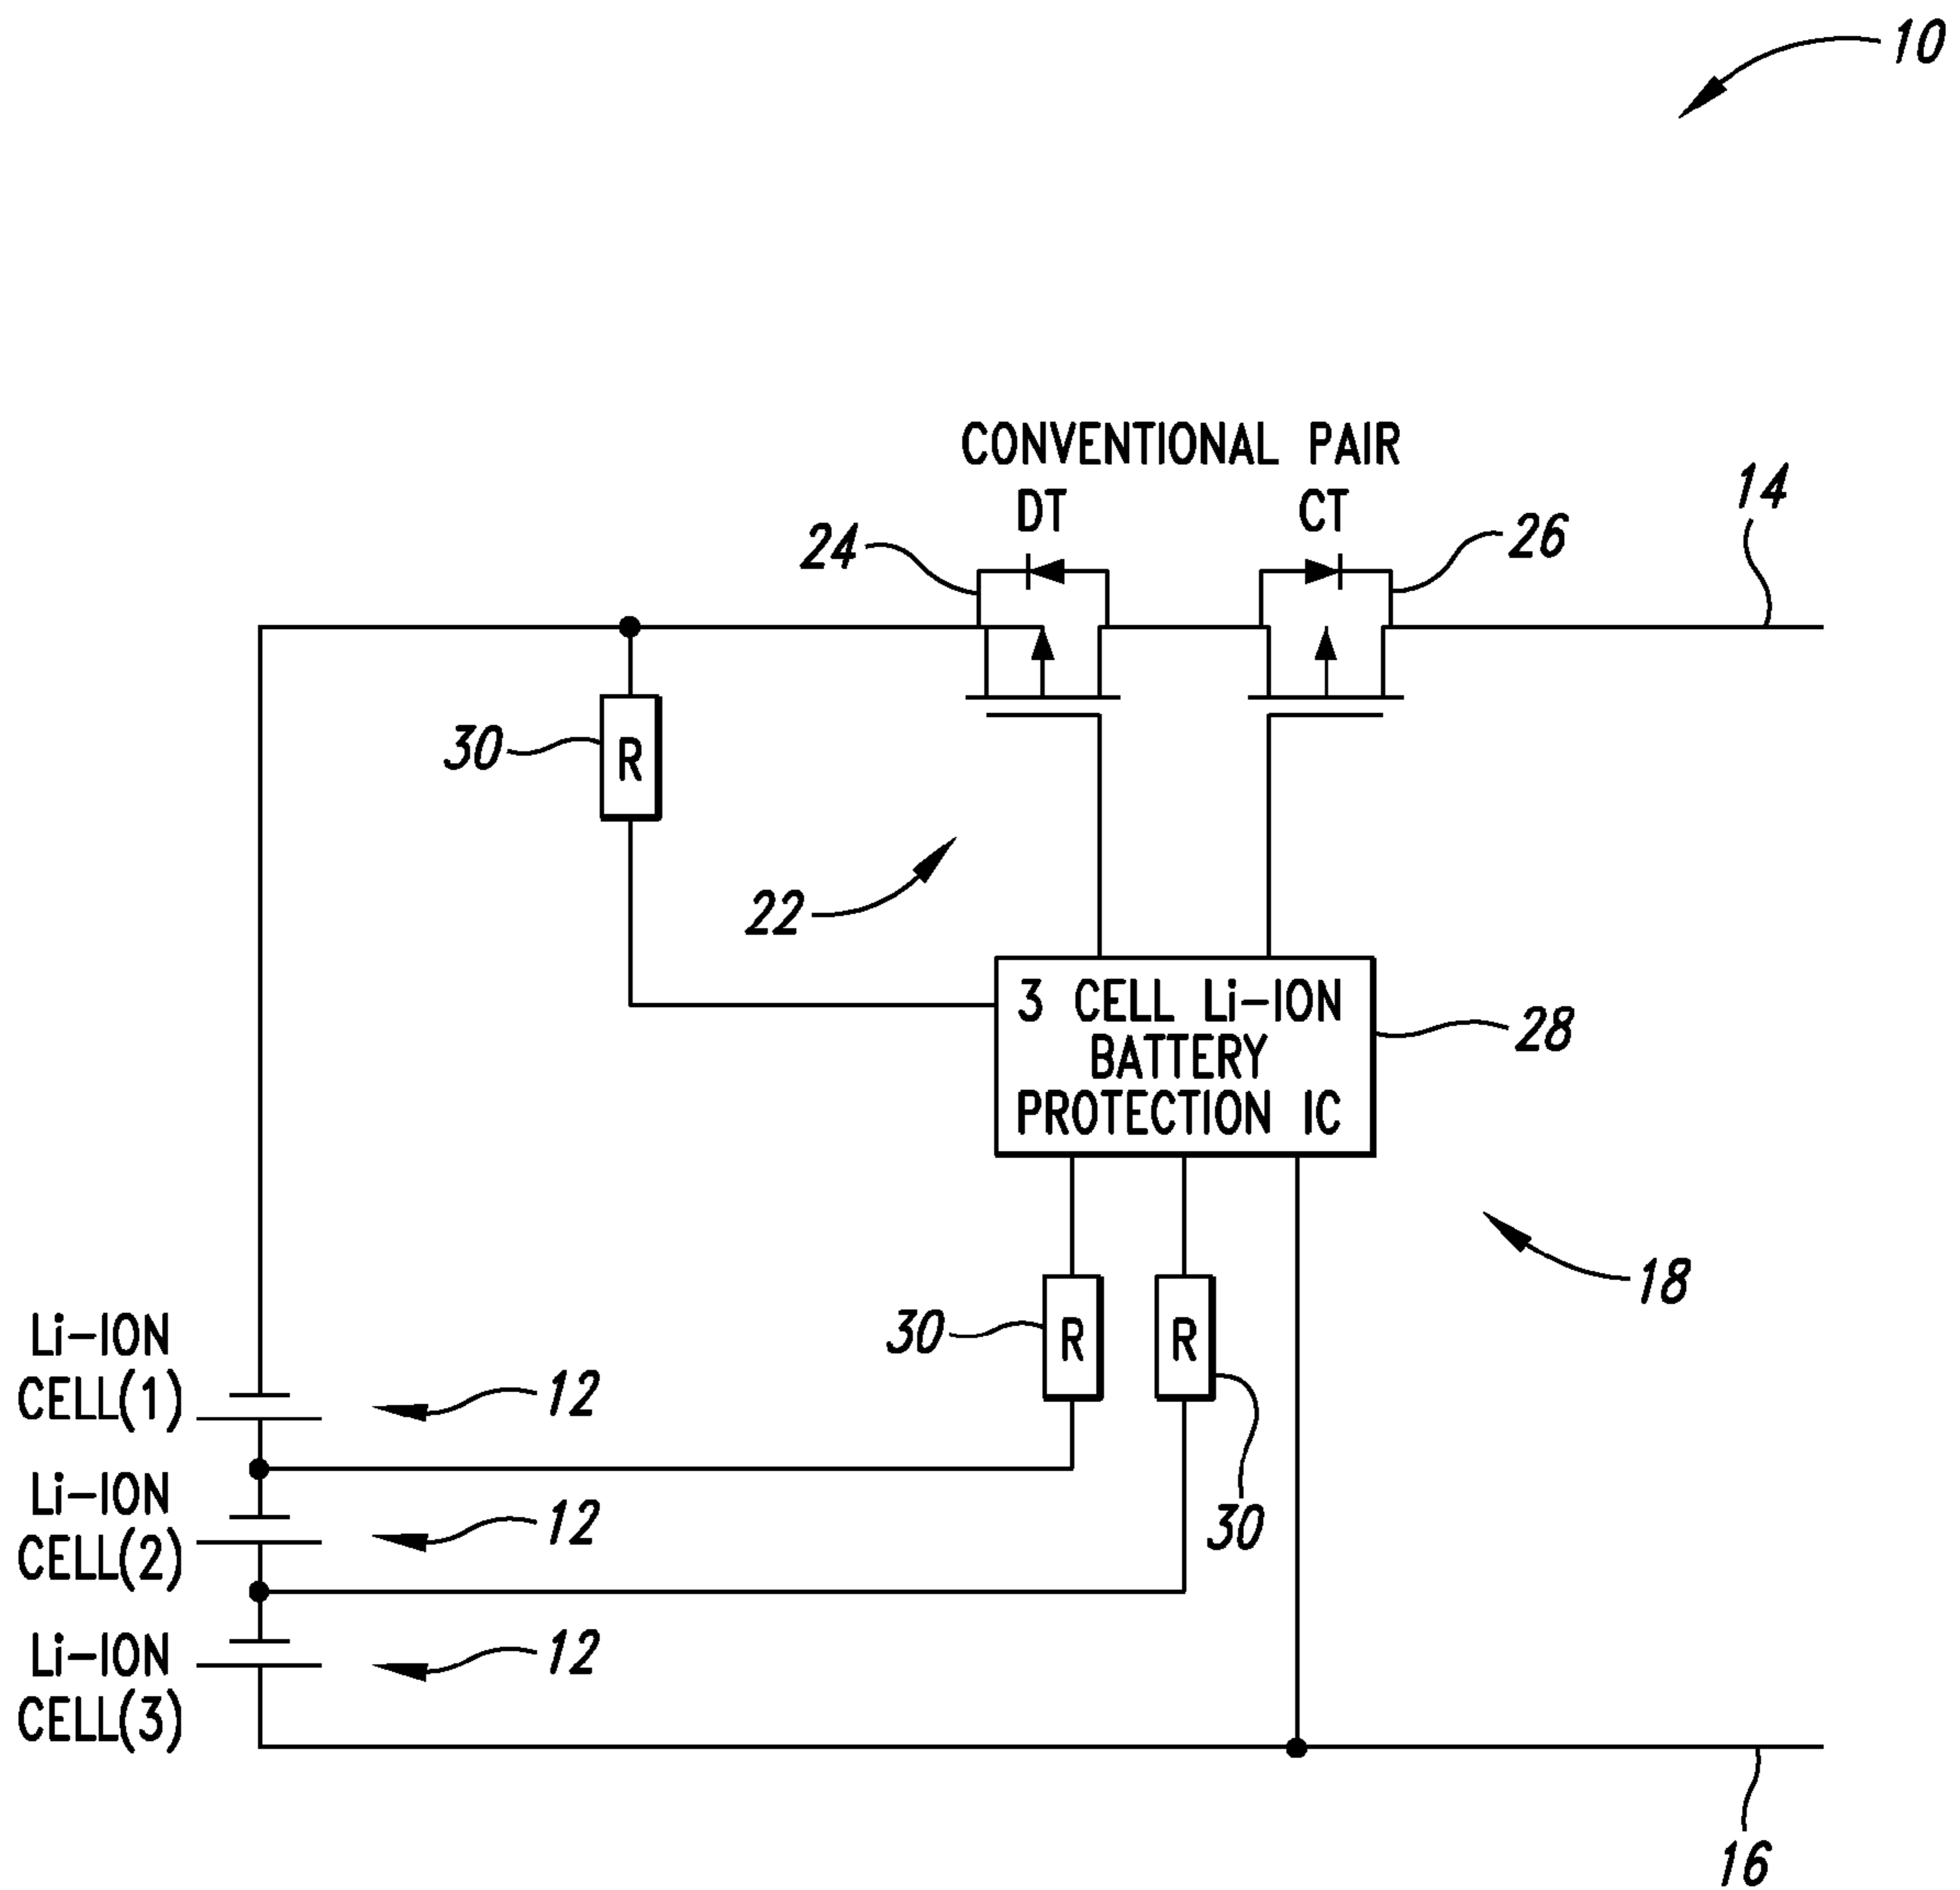 10
CONVENTIONAL PAIR
DT CT
14
24
26
30
R
22
3 CELL Li-ION
BATTERY
PROTECTION IC
28
18
30
R
R
30
Li-ION
CELL(1)
12
Li-ION
CELL(2)
12
Li-ION
CELL(3)
12
16